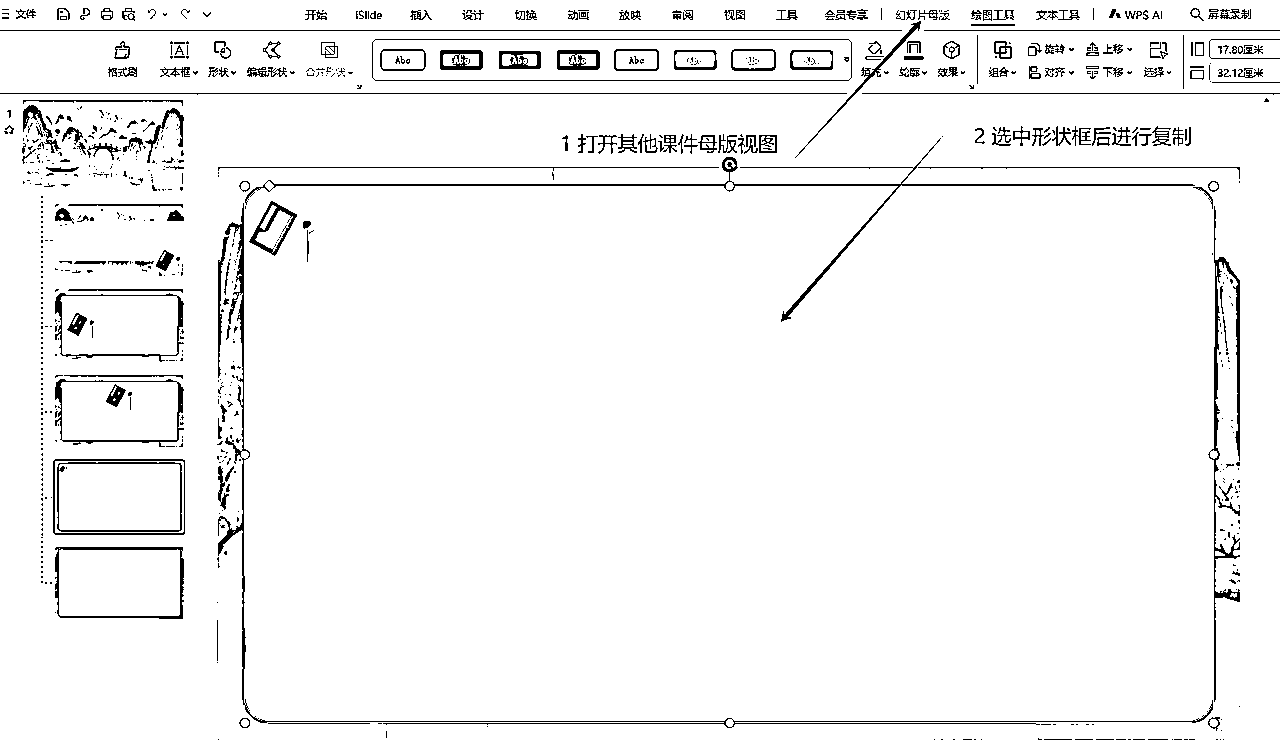 三 文件 开始 iSlide 插入 设计 切换 动画 放映 审阅 视图 工具 会员专享 幻灯片母版 绘图工具 文本工具 WPS AI 屏幕录制
Abc Abc Abc Abc Abc 旋转 上移 17.80厘米
格式刷 文本框 形状 编辑形状 合并形状 填充 轮廓 效果 组合 对齐 下移 选择 32.12厘米
1
1 打开其他课件母版视图
2 选中形状框后进行复制